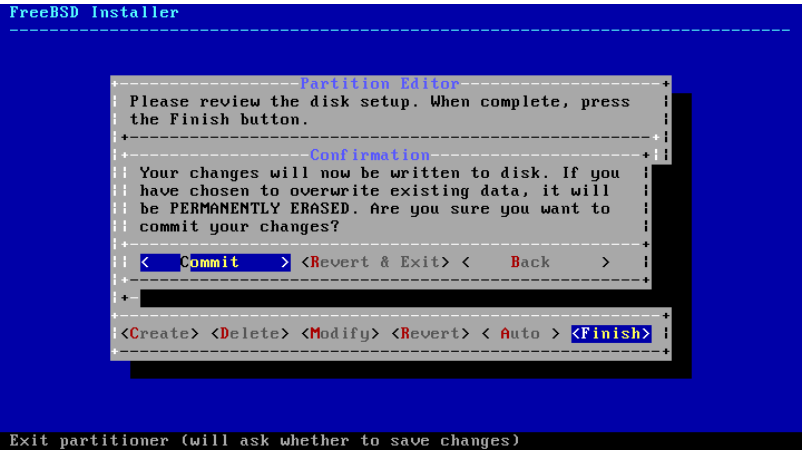 FreeBSD Installer
Partition Editor
Please review the disk setup. When complete, press
the Finish button.
Confirmation
Your changes will now be written to disk. If you
have chosen to overwrite existing data, it will
be PERMANENTLY ERASED. Are you sure you want to
commit your changes?
< Commit > <Revert & Exit> < Back >
<Create> <Delete> <Modify> <Revert> < Auto > <Finish>
Exit partitioner (will ask whether to save changes)